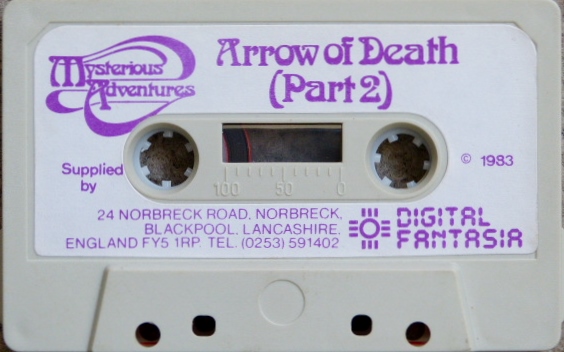 Mysterious
Adventures
Arrow of Death
(Part 2)
Supplied
by
© 1983
100 50 0
24 NORBRECK ROAD, NORBRECK,
BLACKPOOL, LANCASHIRE.
ENGLAND FY5 1RP. TEL. (0253) 591402
DIGITAL
FANTASIA